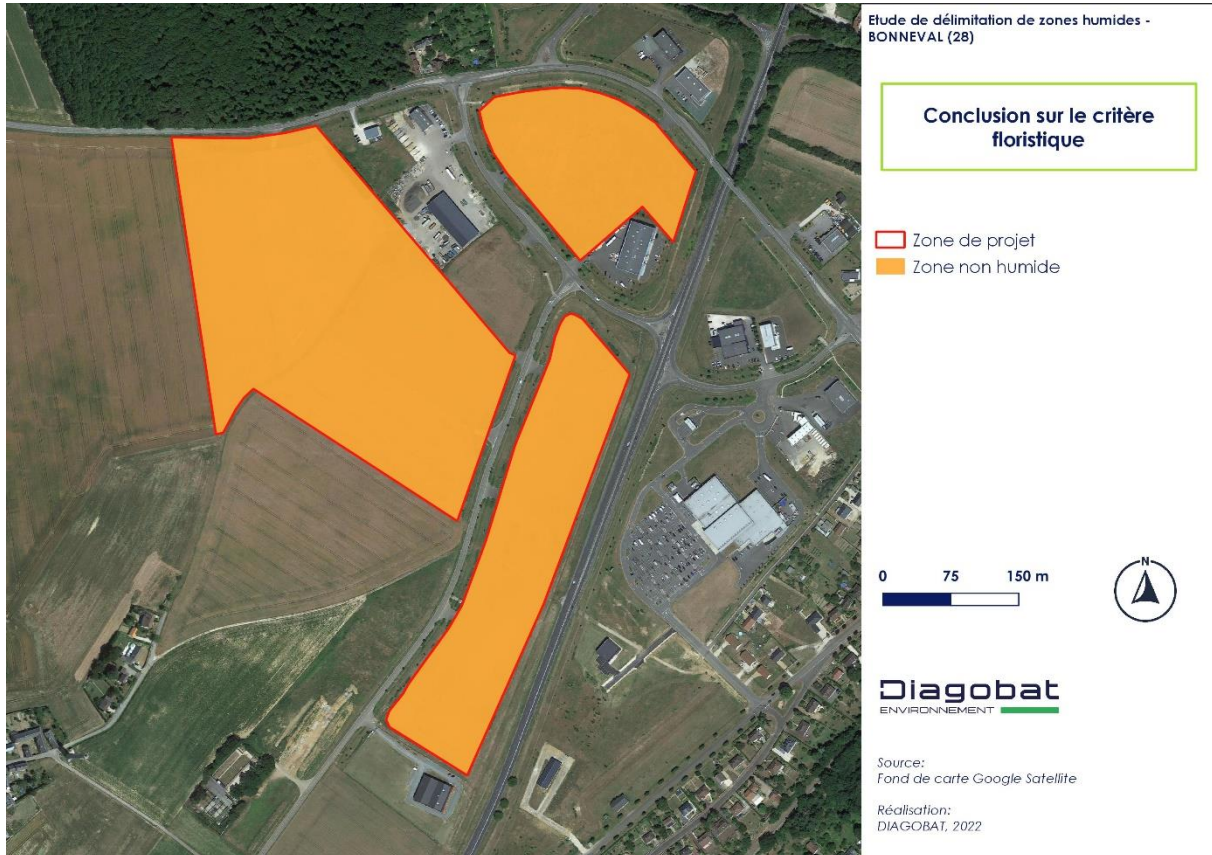 Etude de délimitation de zones humides -
BONNEVAL (28)
Conclusion sur le critère
floristique
Zone de projet
Zone non humide
0 75 150 m
N
Diagobat
ENVIRONNEMENT
Source:
Fond de carte Google Satellite
Réalisation:
DIAGOBAT, 2022